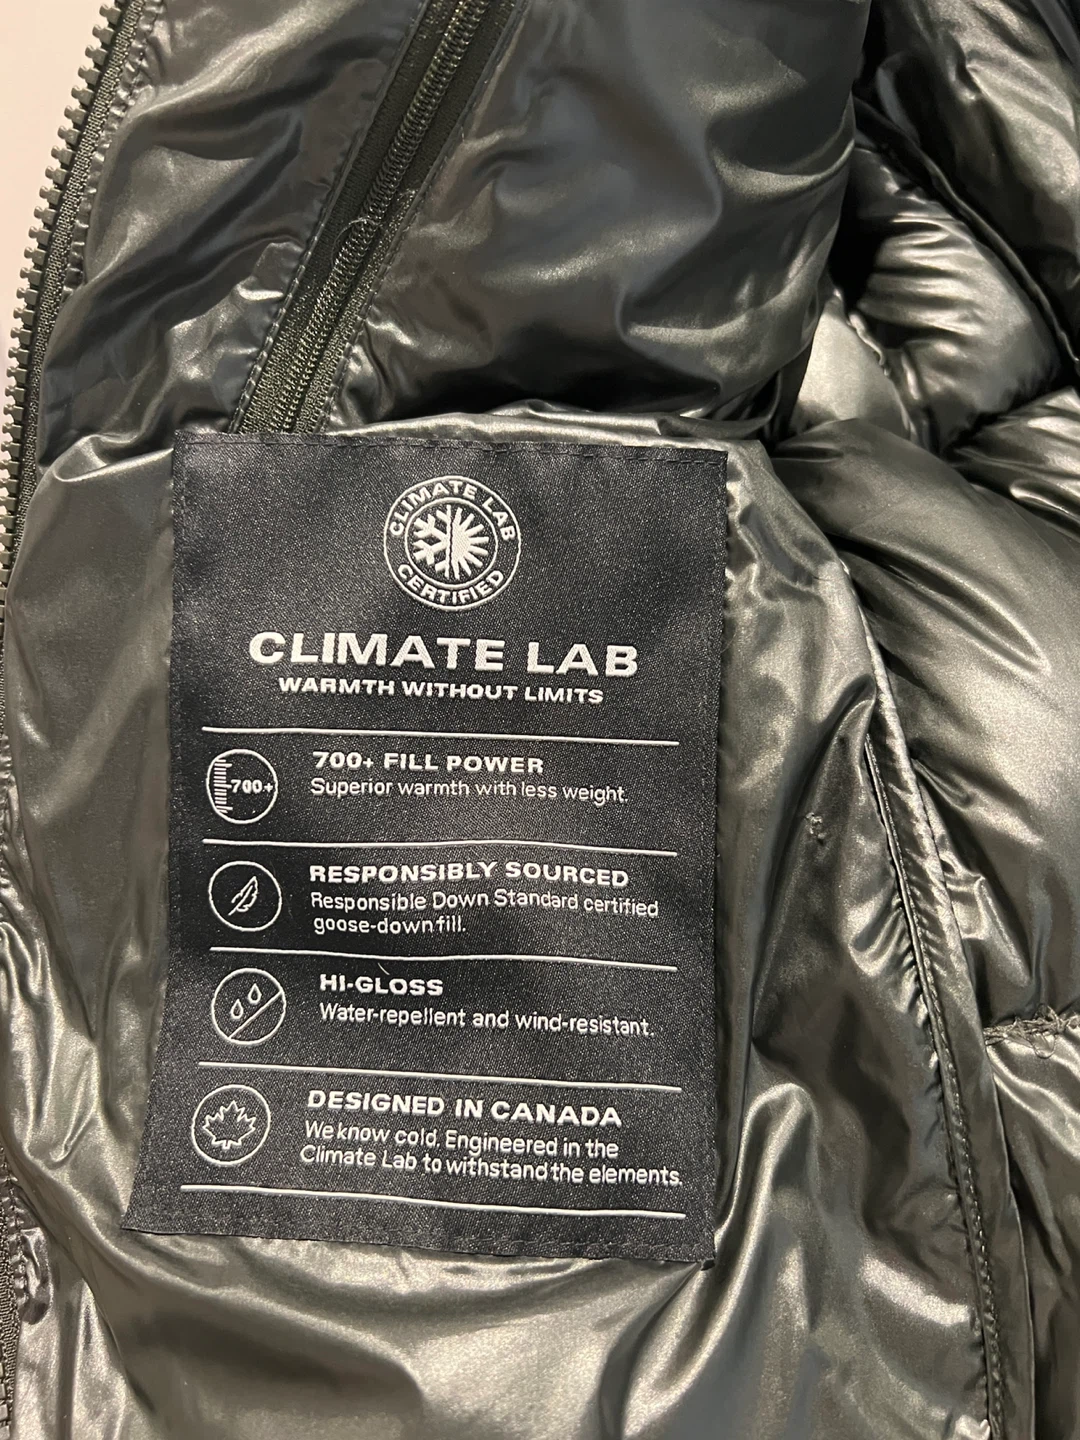 CLIMATE LAB
CERTIFIED
CLIMATE LAB
WARMTH WITHOUT LIMITS
700+ FILL POWER
-700+
Superior warmth with less weight.
RESPONSIBLY SOURCED
Responsible Down Standard certified
goose-down fill.
HI-GLOSS
Water-repellent and wind-resistant.
DESIGNED IN CANADA
We know cold. Engineered in the
Climate Lab to withstand the elements.